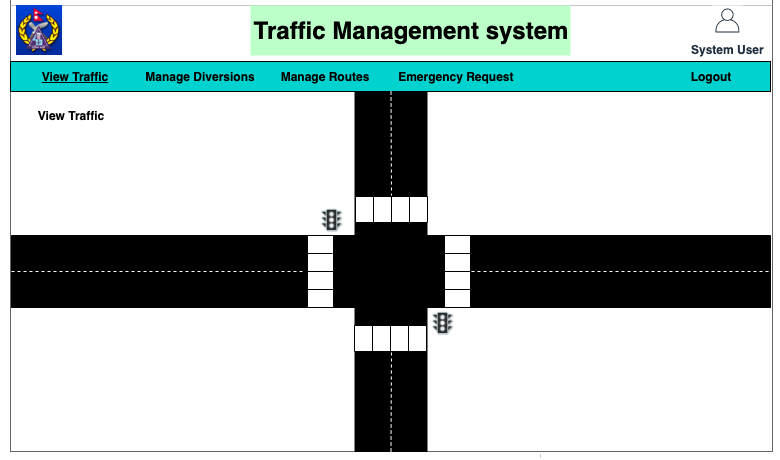 Traffic Management system
System User
View Traffic
Manage Diversions
Manage Routes
Emergency Request
Logout
View Traffic